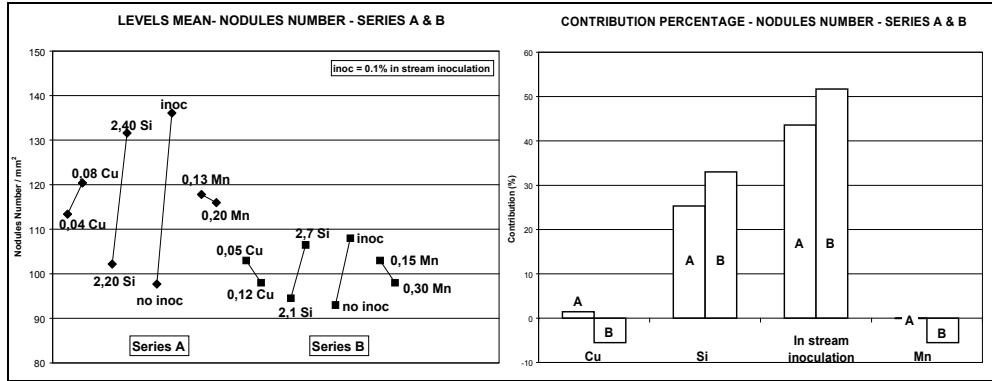 LEVELS MEAN- NODULES NUMBER - SERIES A & B
150
140
130
120
110
100
90
80
Nodules Number / mm²
inoc = 0.1% in stream inoculation
inoc
2,40 Si
0,08 Cu
0,04 Cu
0,13 Mn
0,20 Mn
2,20 Si
no inoc
0,05 Cu
0,12 Cu
2,7 Si
2,1 Si
inoc
no inoc
0,15 Mn
0,30 Mn
Series A
Series B
CONTRIBUTION PERCENTAGE - NODULES NUMBER - SERIES A & B
60
50
40
30
20
10
0
-10
Contribution (%)
A
B
A
B
A
B
A
B
Cu
Si
In stream
inoculation
Mn